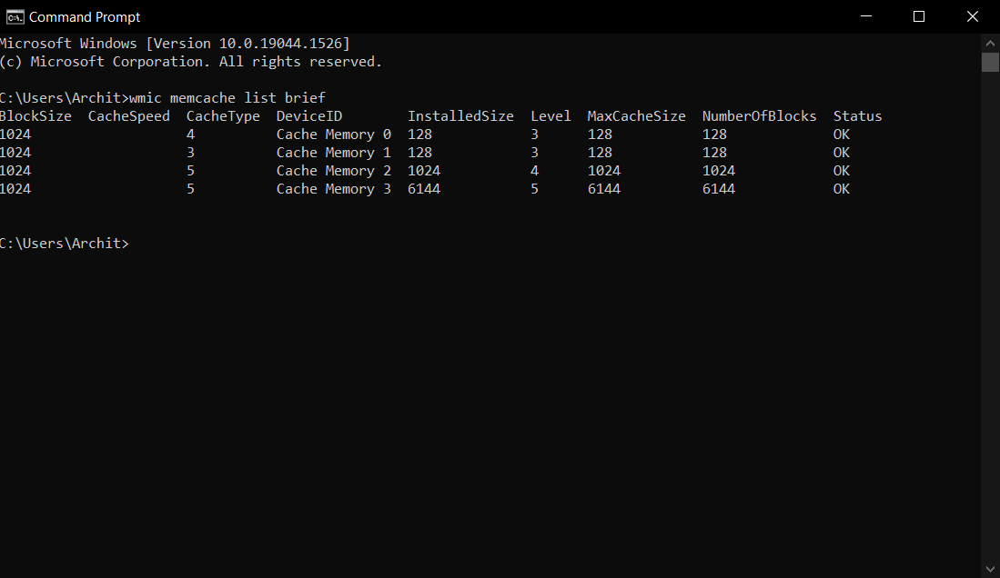 Command Prompt
Microsoft Windows [Version 10.0.19044.1526]
(c) Microsoft Corporation. All rights reserved.
C:\Users\Archit>wmic memcache list brief
BlockSize  CacheSpeed  CacheType  DeviceID        InstalledSize  Level  MaxCacheSize  NumberOfBlocks  Status
1024                   4          Cache Memory 0  128            3      128           128             OK
1024                   3          Cache Memory 1  128            3      128           128             OK
1024                   5          Cache Memory 2  1024           4      1024          1024            OK
1024                   5          Cache Memory 3  6144           5      6144          6144            OK
C:\Users\Archit>